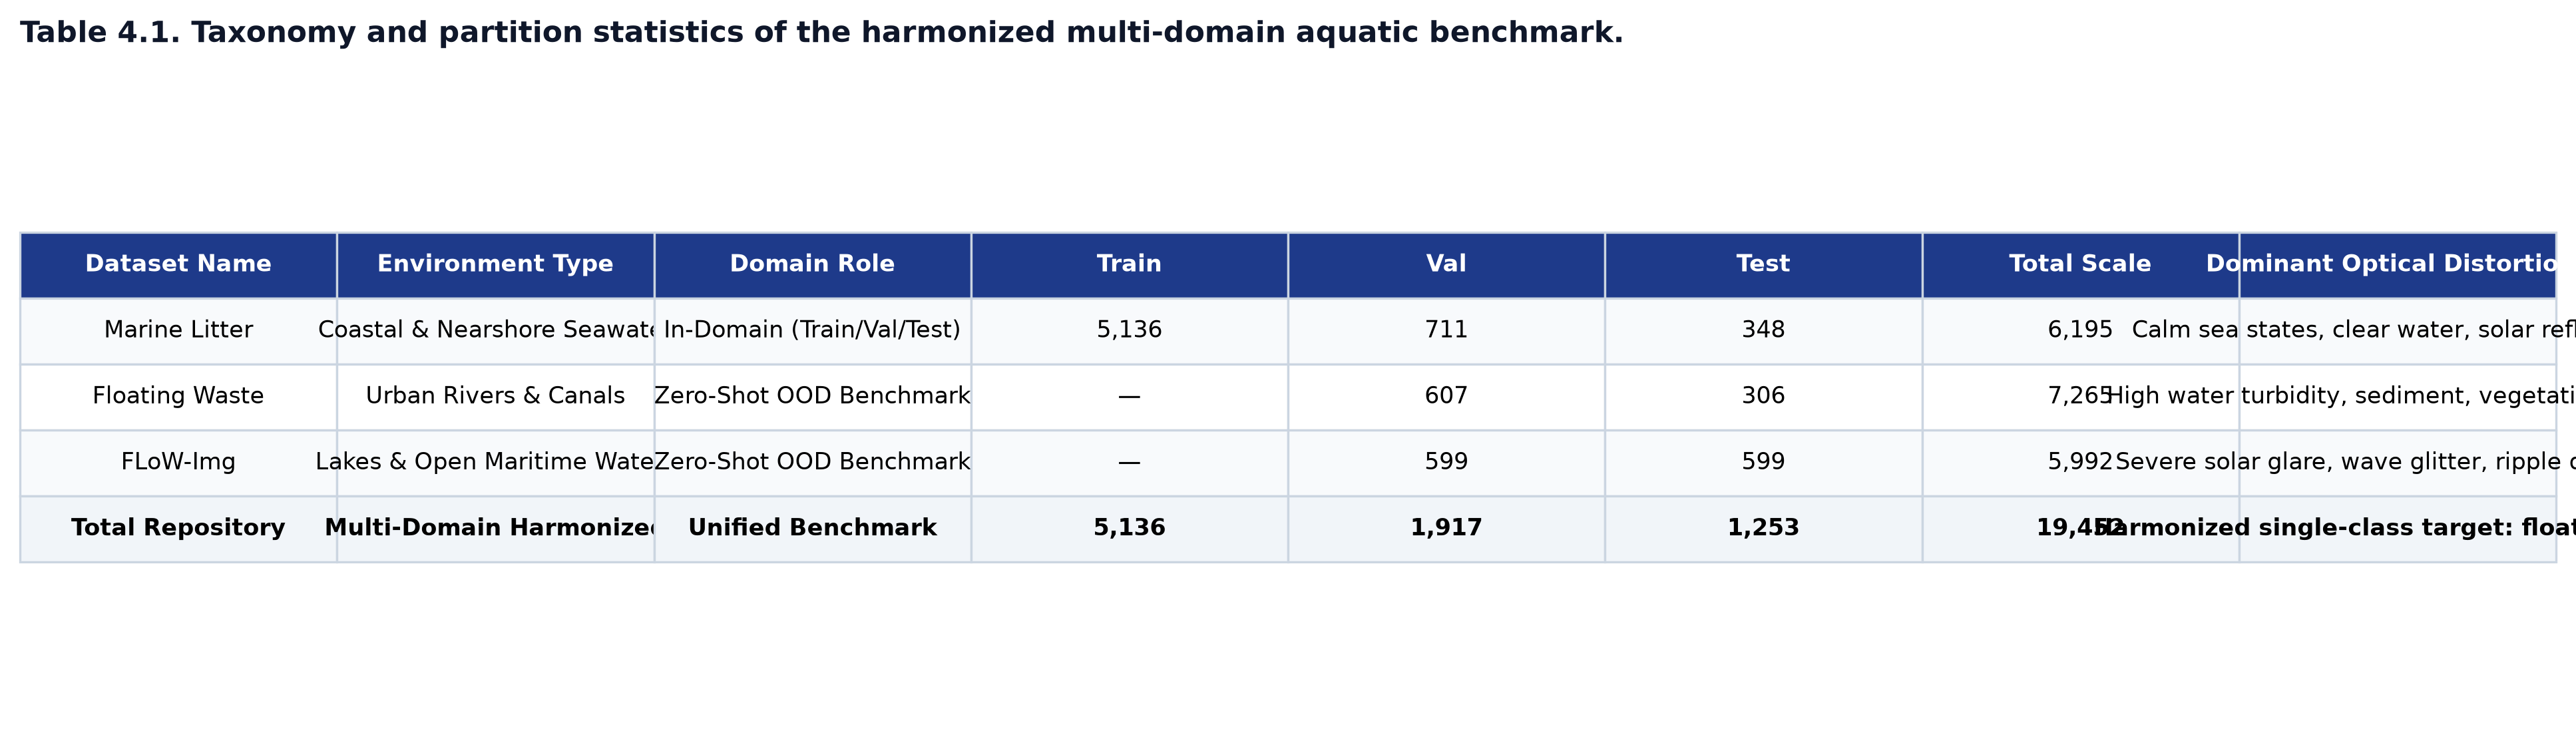 Table 4.1. Taxonomy and partition statistics of the harmonized multi-domain aquatic benchmark.
Dataset Name Environment Type Domain Role Train Val Test Total Scale Dominant Optical Distortio
Marine Litter Coastal & Nearshore Seawate In-Domain (Train/Val/Test) 5,136 711 348 6,195 Calm sea states, clear water, solar refl
Floating Waste Urban Rivers & Canals Zero-Shot OOD Benchmark — 607 306 7,265 High water turbidity, sediment, vegetati
FLoW-Img Lakes & Open Maritime Wate Zero-Shot OOD Benchmark — 599 599 5,992 Severe solar glare, wave glitter, ripple
Total Repository Multi-Domain Harmonized Unified Benchmark 5,136 1,917 1,253 19,452 Harmonized single-class target: float